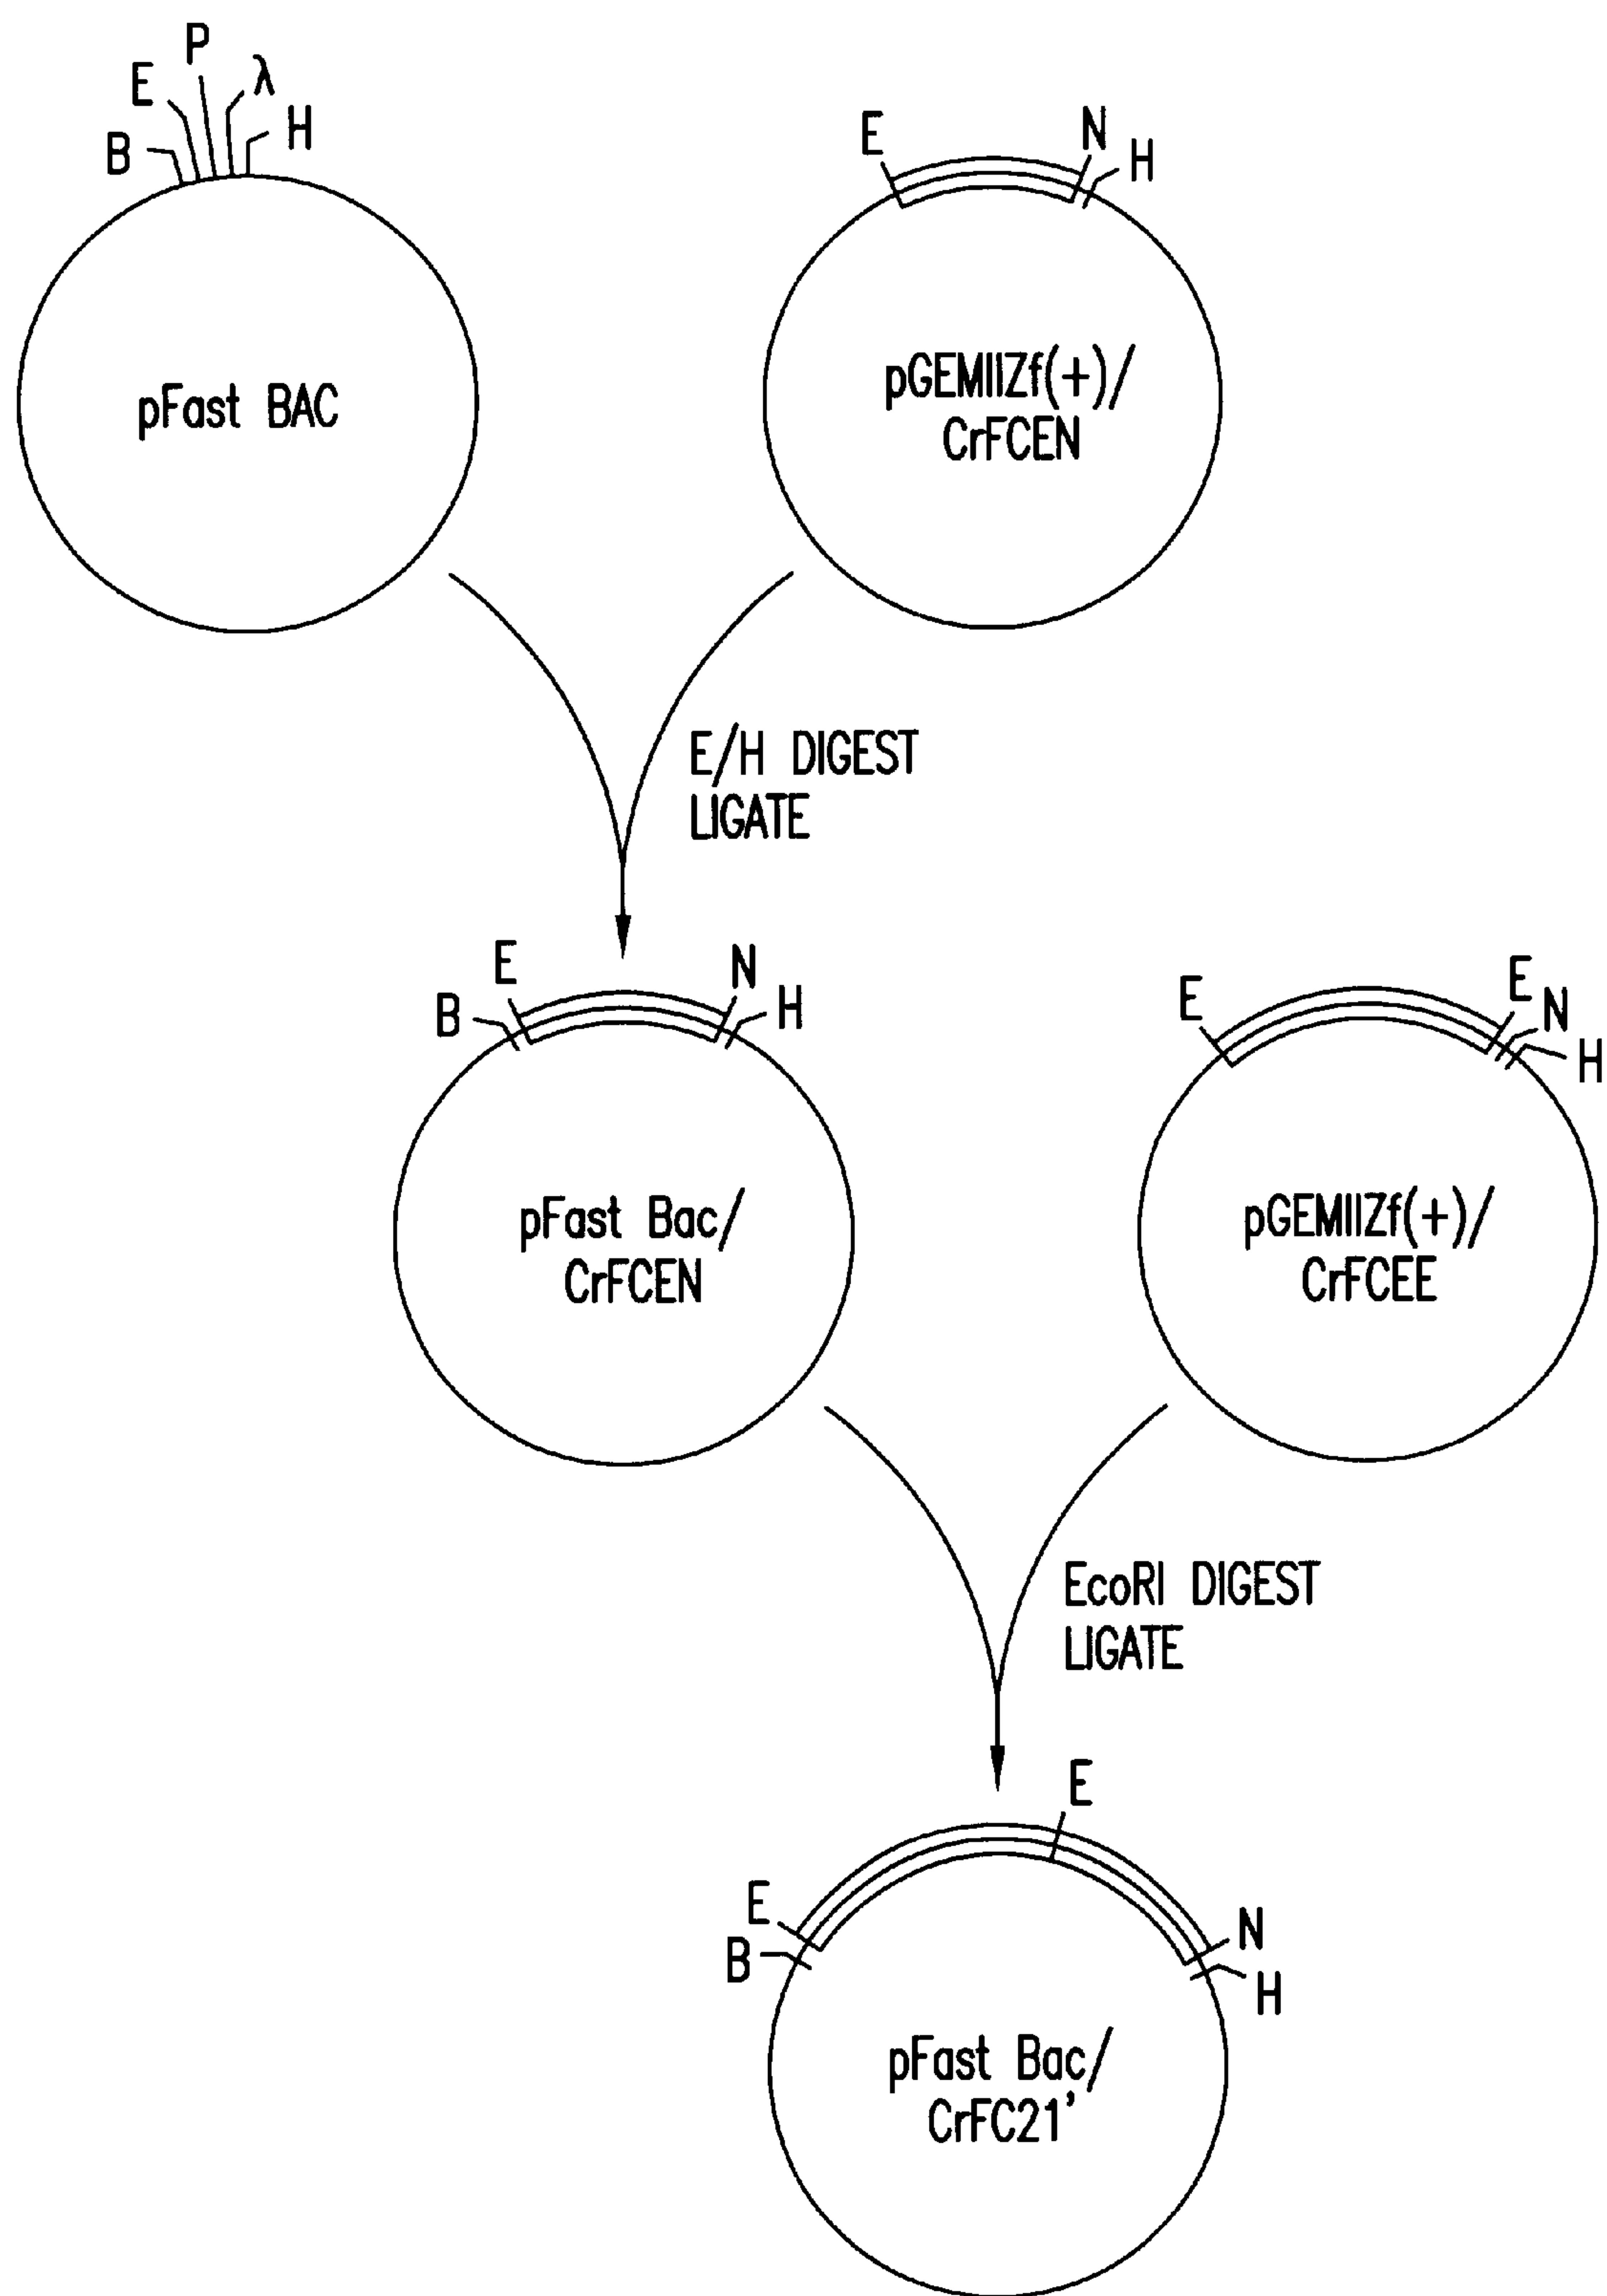 P
E
λ
B
H
pFast BAC
E
N
H
pGEMIIZf(+)/
CrFCEN
E/H DIGEST
LIGATE
E
N
B
H
pFast Bac/
CrFCEN
E
E
N
H
pGEMIIZf(+)/
CrFCEE
EcoRI DIGEST
LIGATE
E
E
B
N
H
pFast Bac/
CrFC21'